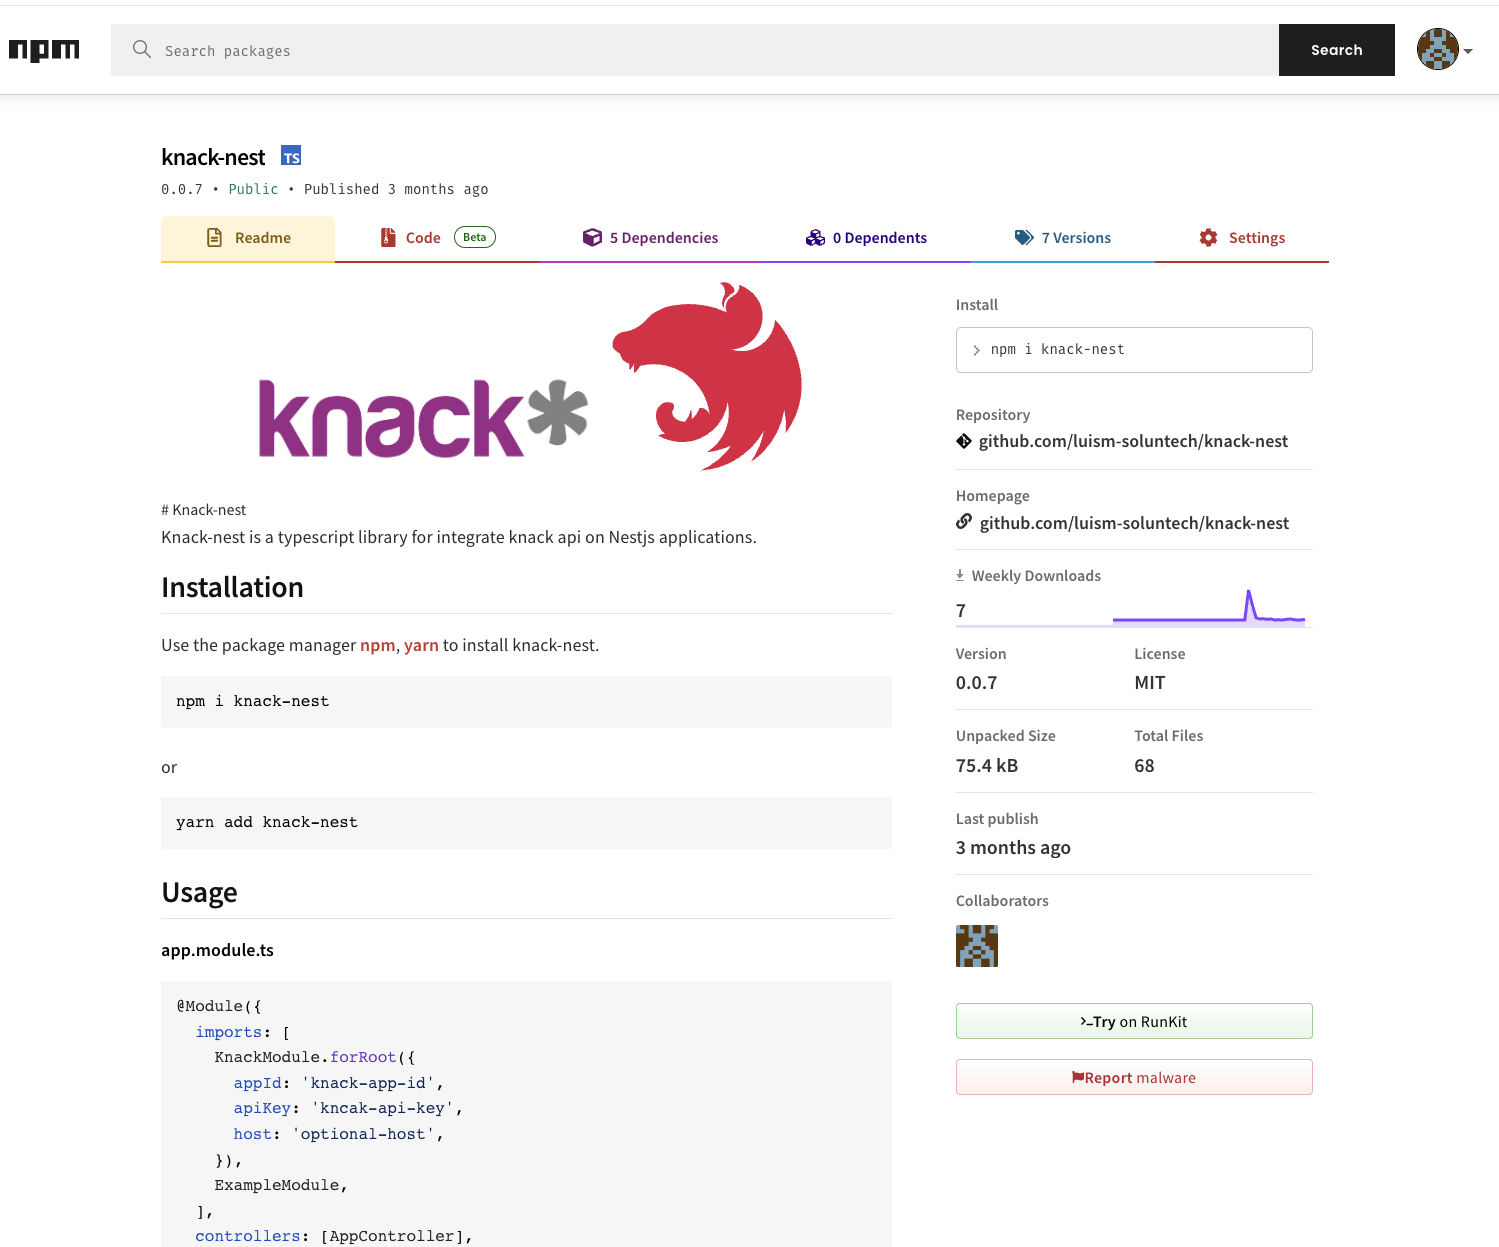 npm
Search packages
Search
knack-nest TS
0.0.7 • Public • Published 3 months ago
Readme
Code Beta
5 Dependencies
0 Dependents
7 Versions
Settings
knack*
# Knack-nest
Knack-nest is a typescript library for integrate knack api on Nestjs applications.
Installation
Use the package manager npm, yarn to install knack-nest.
npm i knack-nest
or
yarn add knack-nest
Usage
app.module.ts
@Module({
  imports: [
    KnackModule.forRoot({
      appId: 'knack-app-id',
      apiKey: 'kncak-api-key',
      host: 'optional-host',
    }),
    ExampleModule,
  ],
  controllers: [AppController],
Install
npm i knack-nest
Repository
github.com/luism-soluntech/knack-nest
Homepage
github.com/luism-soluntech/knack-nest
Weekly Downloads
7
Version
0.0.7
License
MIT
Unpacked Size
75.4 kB
Total Files
68
Last publish
3 months ago
Collaborators
>_Try on RunKit
Report malware